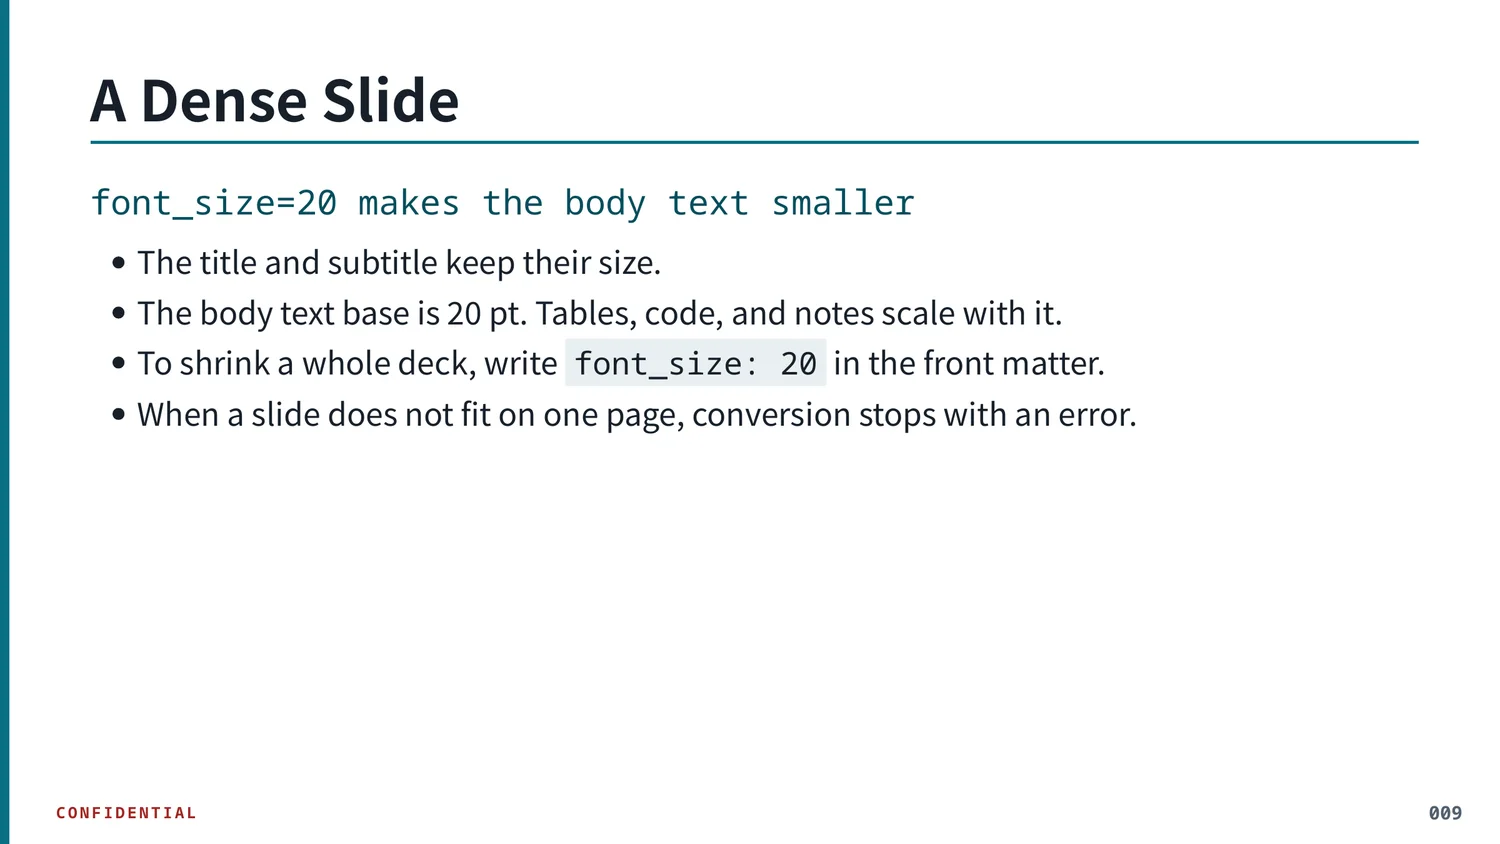 A Dense Slide
font_size=20 makes the body text smaller
• The title and subtitle keep their size.
• The body text base is 20 pt. Tables, code, and notes scale with it.
• To shrink a whole deck, write font_size: 20 in the front matter.
• When a slide does not fit on one page, conversion stops with an error.
CONFIDENTIAL
009